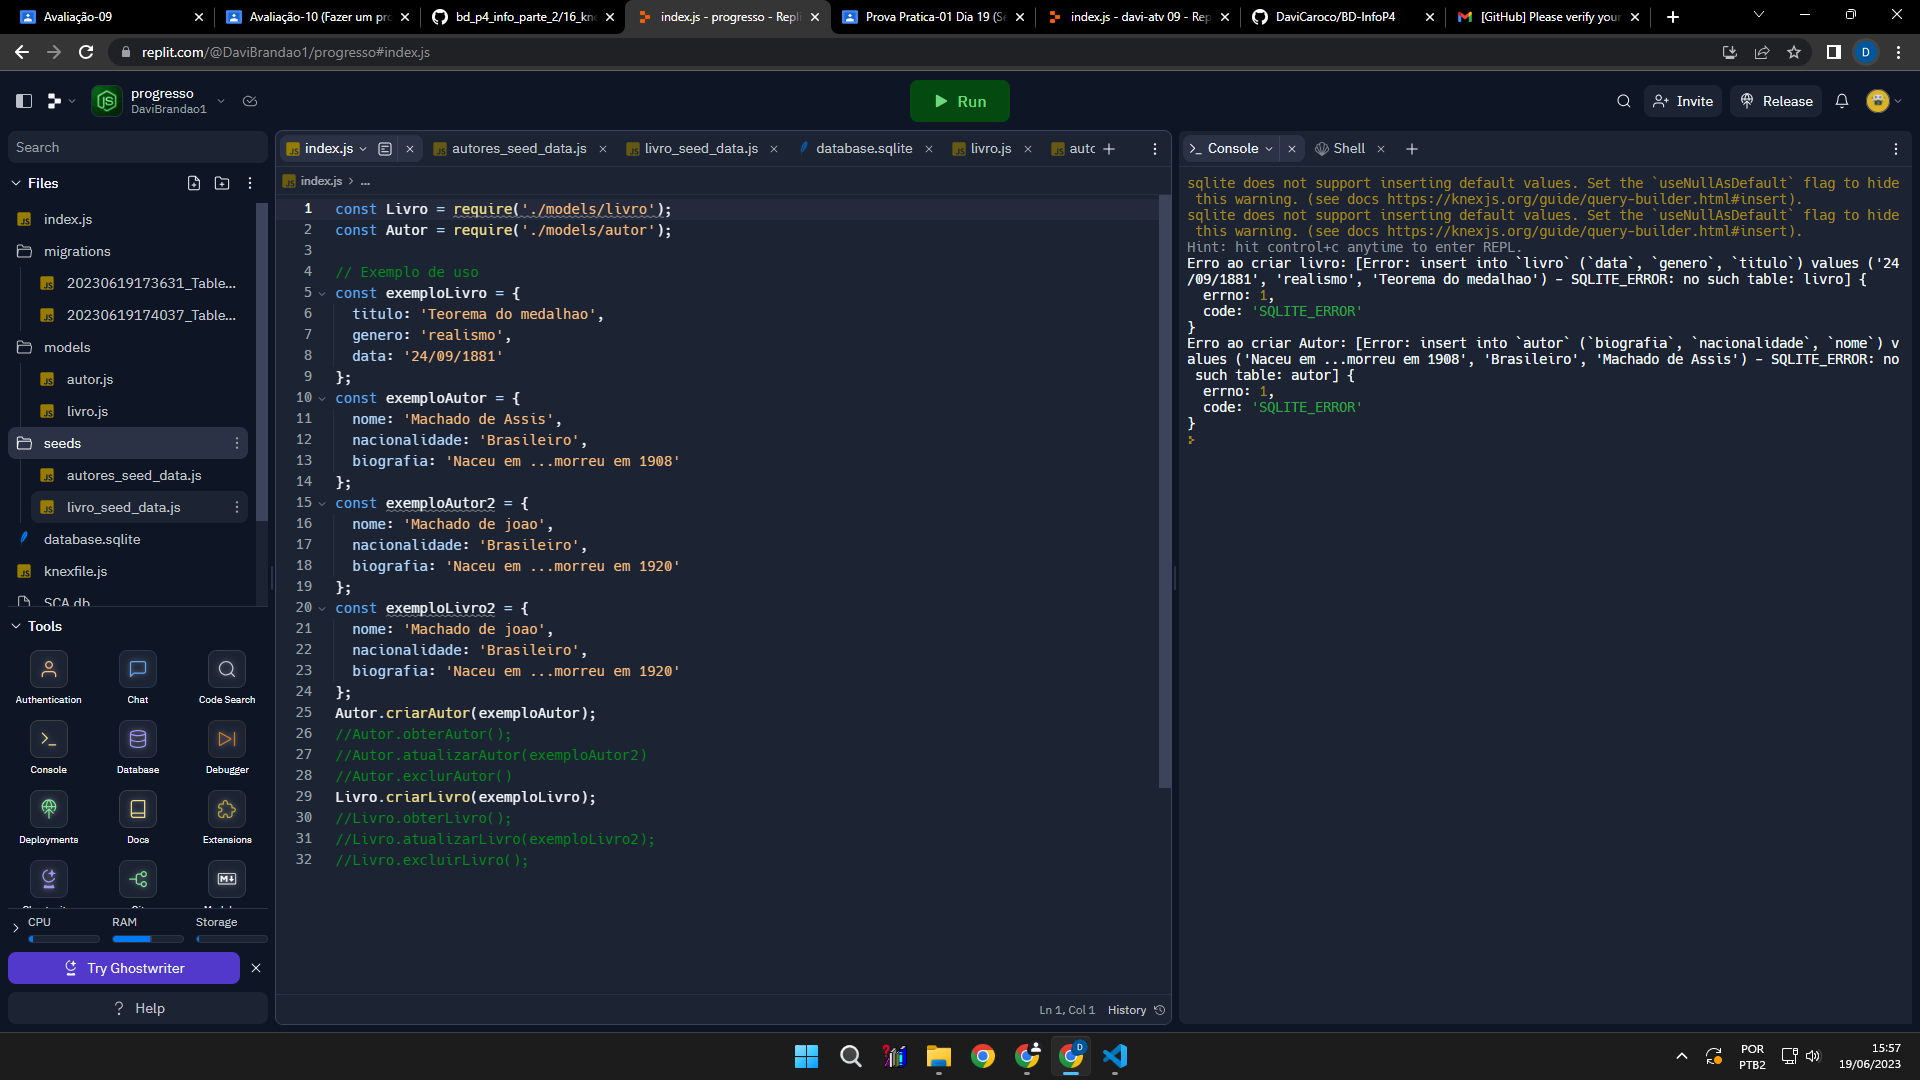 Avaliação-09
Avaliação-10 (Fazer um pro
bd_p4_info_parte_2/16_kne
index.js - progresso - Repli
Prova Pratica-01 Dia 19 (Se
index.js - davi-atv 09 - Rep
DaviCaroco/BD-InfoP4
[GitHub] Please verify your
replit.com/@DaviBrandao1/progresso#index.js
D
progresso
DaviBrandao1
Run
Invite
Release
Search
Files
index.js
migrations
20230619173631_Table...
20230619174037_Table...
models
autor.js
livro.js
seeds
autores_seed_data.js
livro_seed_data.js
database.sqlite
knexfile.js
SCA.db
Tools
Authentication
Chat
Code Search
Console
Database
Debugger
Deployments
Docs
Extensions
CPU
RAM
Storage
Try Ghostwriter
? Help
index.js
autores_seed_data.js
livro_seed_data.js
database.sqlite
livro.js
autc
index.js > ...
1 const Livro = require('./models/livro');
2 const Autor = require('./models/autor');
3
4 // Exemplo de uso
5 const exemploLivro = {
6 titulo: 'Teorema do medalhao',
7 genero: 'realismo',
8 data: '24/09/1881'
9 };
10 const exemploAutor = {
11 nome: 'Machado de Assis',
12 nacionalidade: 'Brasileiro',
13 biografia: 'Naceu em ...morreu em 1908'
14 };
15 const exemploAutor2 = {
16 nome: 'Machado de joao',
17 nacionalidade: 'Brasileiro',
18 biografia: 'Naceu em ...morreu em 1920'
19 };
20 const exemploLivro2 = {
21 nome: 'Machado de joao',
22 nacionalidade: 'Brasileiro',
23 biografia: 'Naceu em ...morreu em 1920'
24 };
25 Autor.criarAutor(exemploAutor);
26 //Autor.obterAutor();
27 //Autor.atualizarAutor(exemploAutor2)
28 //Autor.exclurAutor()
29 Livro.criarLivro(exemploLivro);
30 //Livro.obterLivro();
31 //Livro.atualizarLivro(exemploLivro2);
32 //Livro.excluirLivro();
Ln 1, Col 1
History
Console
Shell
sqlite does not support inserting default values. Set the `useNullAsDefault` flag to hide
this warning. (see docs https://knexjs.org/guide/query-builder.html#insert).
sqlite does not support inserting default values. Set the `useNullAsDefault` flag to hide
this warning. (see docs https://knexjs.org/guide/query-builder.html#insert).
Hint: hit control+c anytime to enter REPL.
Erro ao criar livro: [Error: insert into `livro` (`data`, `genero`, `titulo`) values ('24
/09/1881', 'realismo', 'Teorema do medalhao') - SQLITE_ERROR: no such table: livro] {
errno: 1,
code: 'SQLITE_ERROR'
}
Erro ao criar Autor: [Error: insert into `autor` (`biografia`, `nacionalidade`, `nome`) v
alues ('Naceu em ...morreu em 1908', 'Brasileiro', 'Machado de Assis') - SQLITE_ERROR: no
such table: autor] {
errno: 1,
code: 'SQLITE_ERROR'
}
POR
PTB2
15:57
19/06/2023